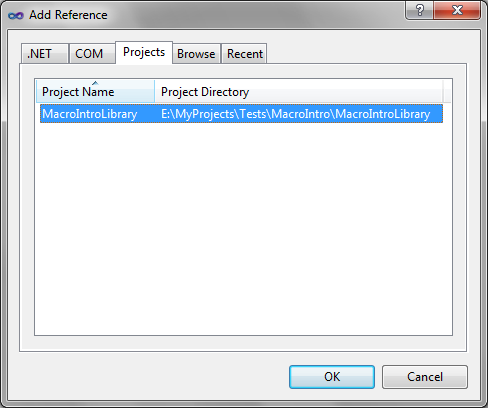 Add Reference
.NET COM Projects Browse Recent
Project Name Project Directory
MacroIntroLibrary E:\MyProjects\Tests\MacroIntro\MacroIntroLibrary
OK Cancel